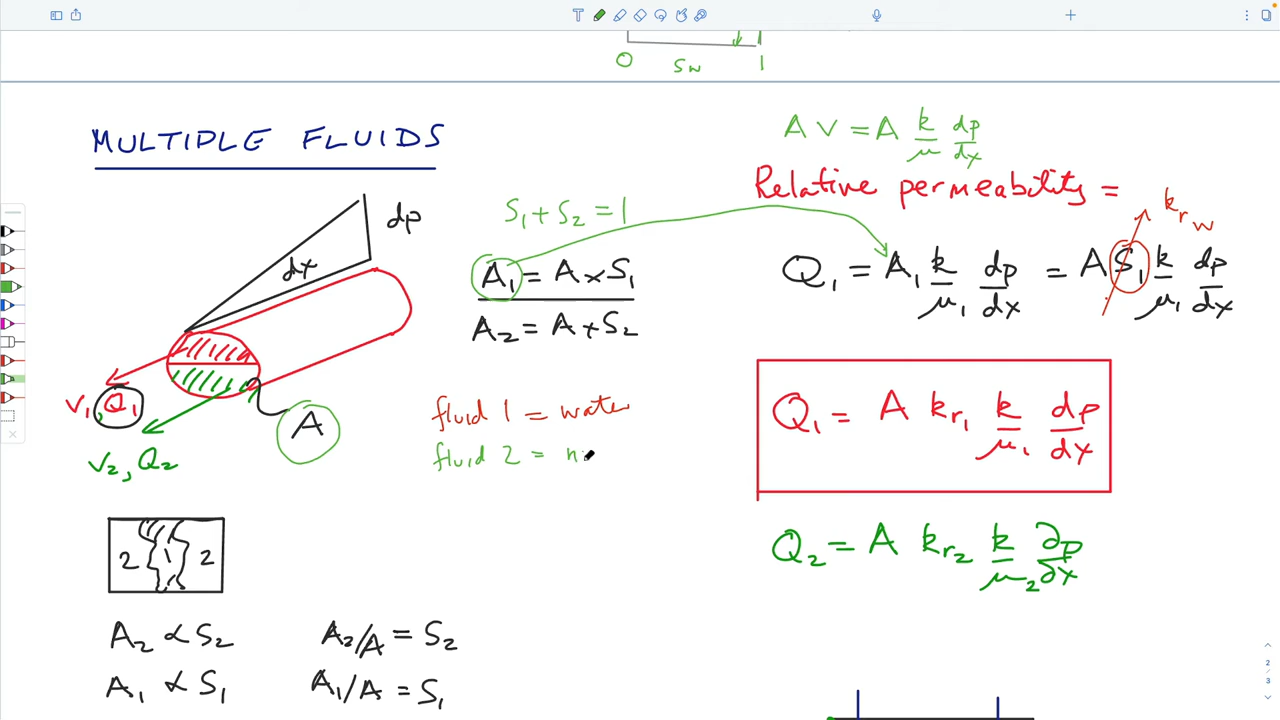 0 Sw 1
MULTIPLE FLUIDS
dp
dx
V1, Q1
V2, Q2
A
S1 + S2 = 1
A1 = A x S1
A2 = A + S2
fluid 1 = water
fluid 2 =
A V = A k/μ dp/dx
Relative permeability =
krw
Q1 = A1 k/μ1 dp/dx = A S1 k/μ1 dp/dx
Q1 = A kr1 k/μ1 dp/dx
Q2 = A kr2 k/μ2 ∂p/∂x
2 1 2
A2 ∝ S2
A1 ∝ S1
A2/A = S2
A1/A = S1
2
3